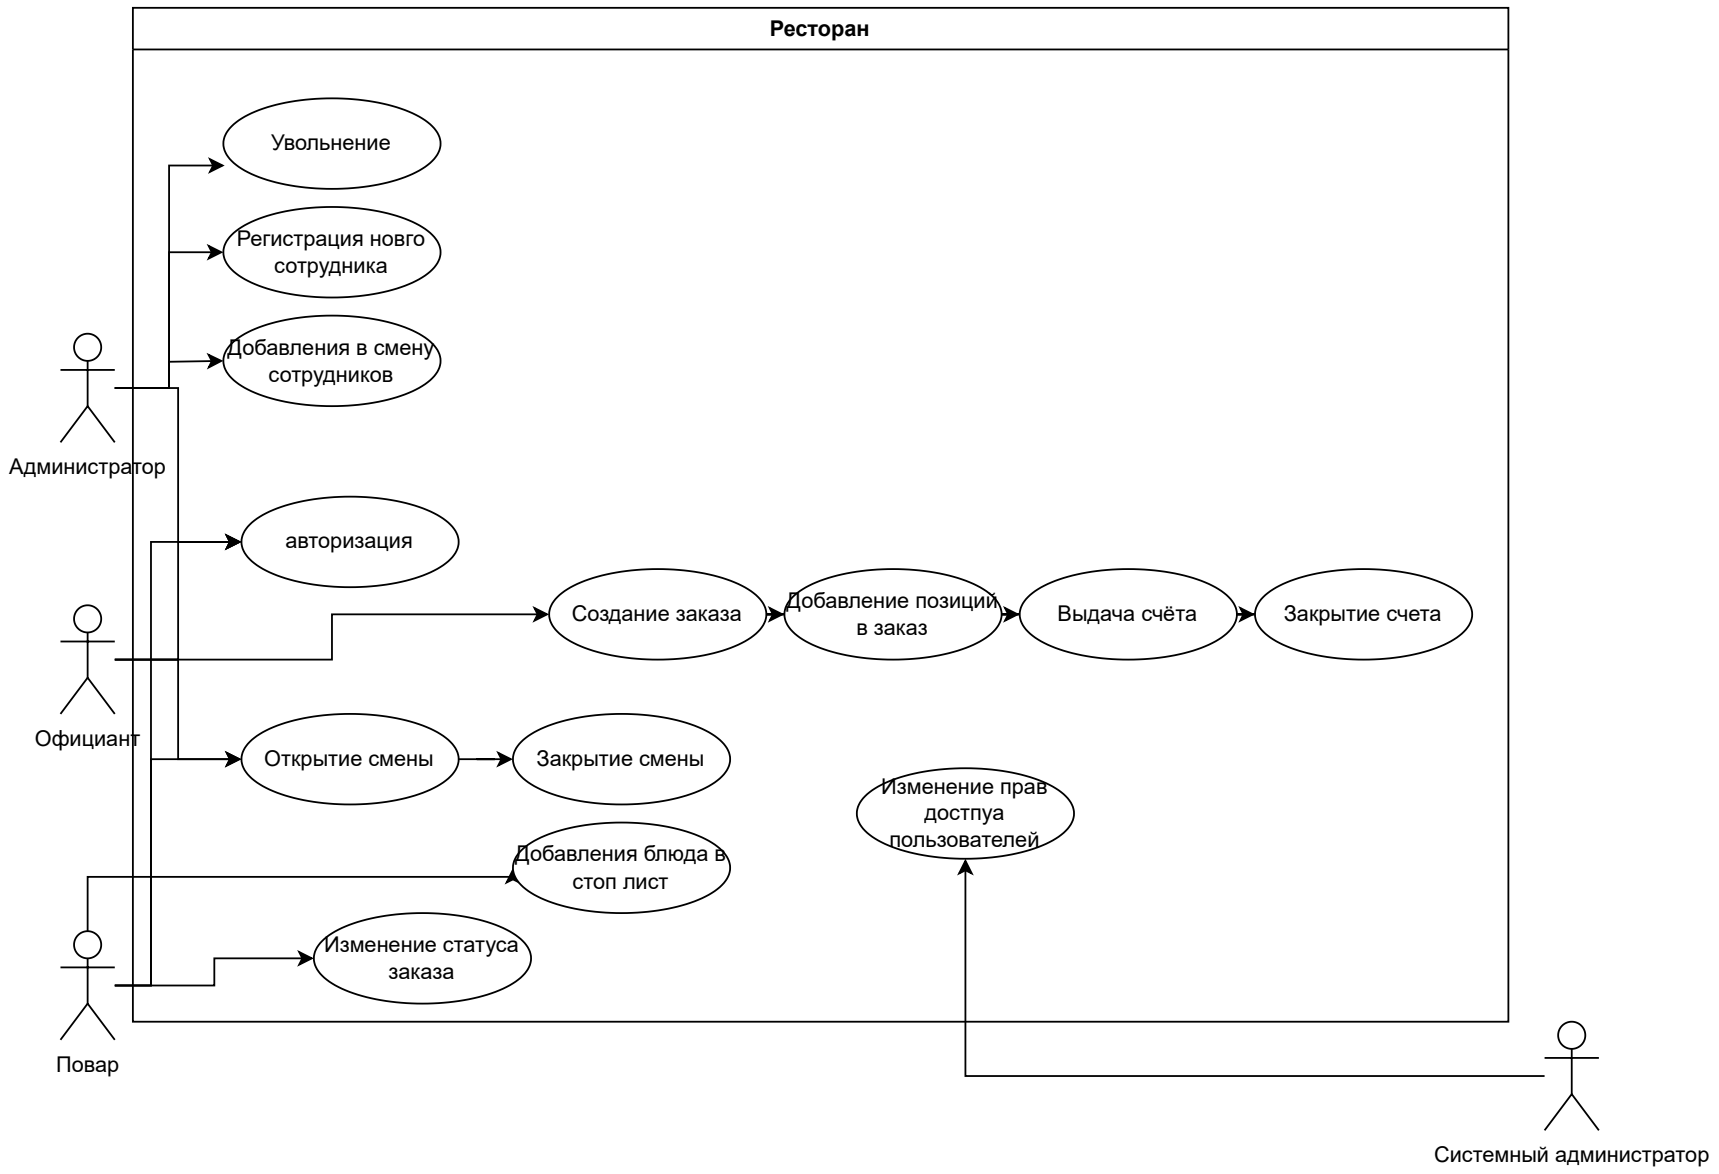 Ресторан
Увольнение
Регистрация новго
сотрудника
Добавления в смену
сотрудников
Администратор
авторизация
Создание заказа
Добавление позиций
в заказ
Выдача счёта
Закрытие счета
Официант
Открытие смены
Закрытие смены
Изменение прав
достпуа
пользователей
Добавления блюда в
стоп лист
Изменение статуса
заказа
Повар
Системный администратор